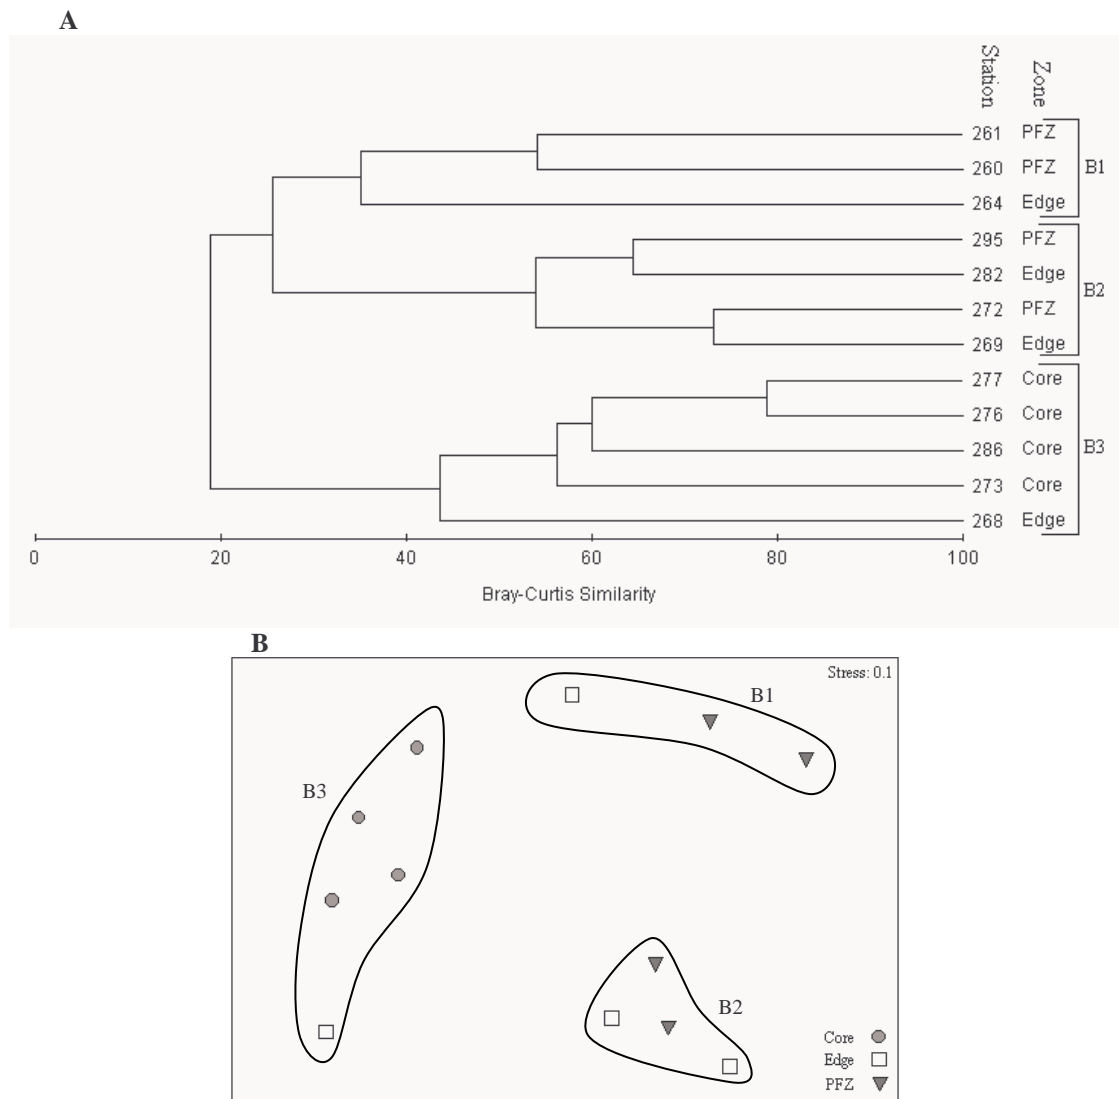 A
Station Zone
261 PFZ
260 PFZ
B1
264 Edge
295 PFZ
282 Edge
B2
272 PFZ
269 Edge
277 Core
276 Core
286 Core
B3
273 Core
268 Edge
0 20 40 60 80 100
Bray-Curtis Similarity
B
Stress: 0.1
B1
B3
B2
Core
Edge
PFZ